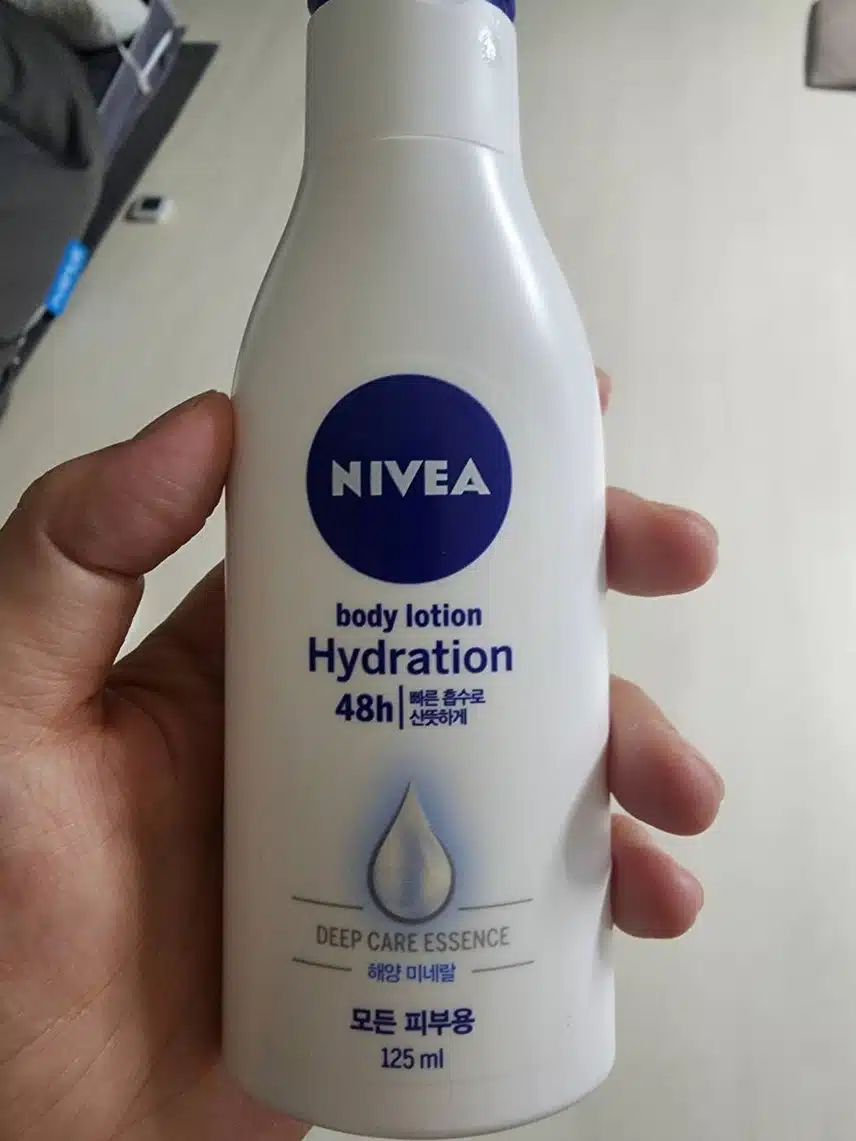 NIVEA
body lotion
Hydration
48h 빠른 흡수로
산뜻하게
DEEP CARE ESSENCE
해양 미네랄
모든 피부용
125 ml